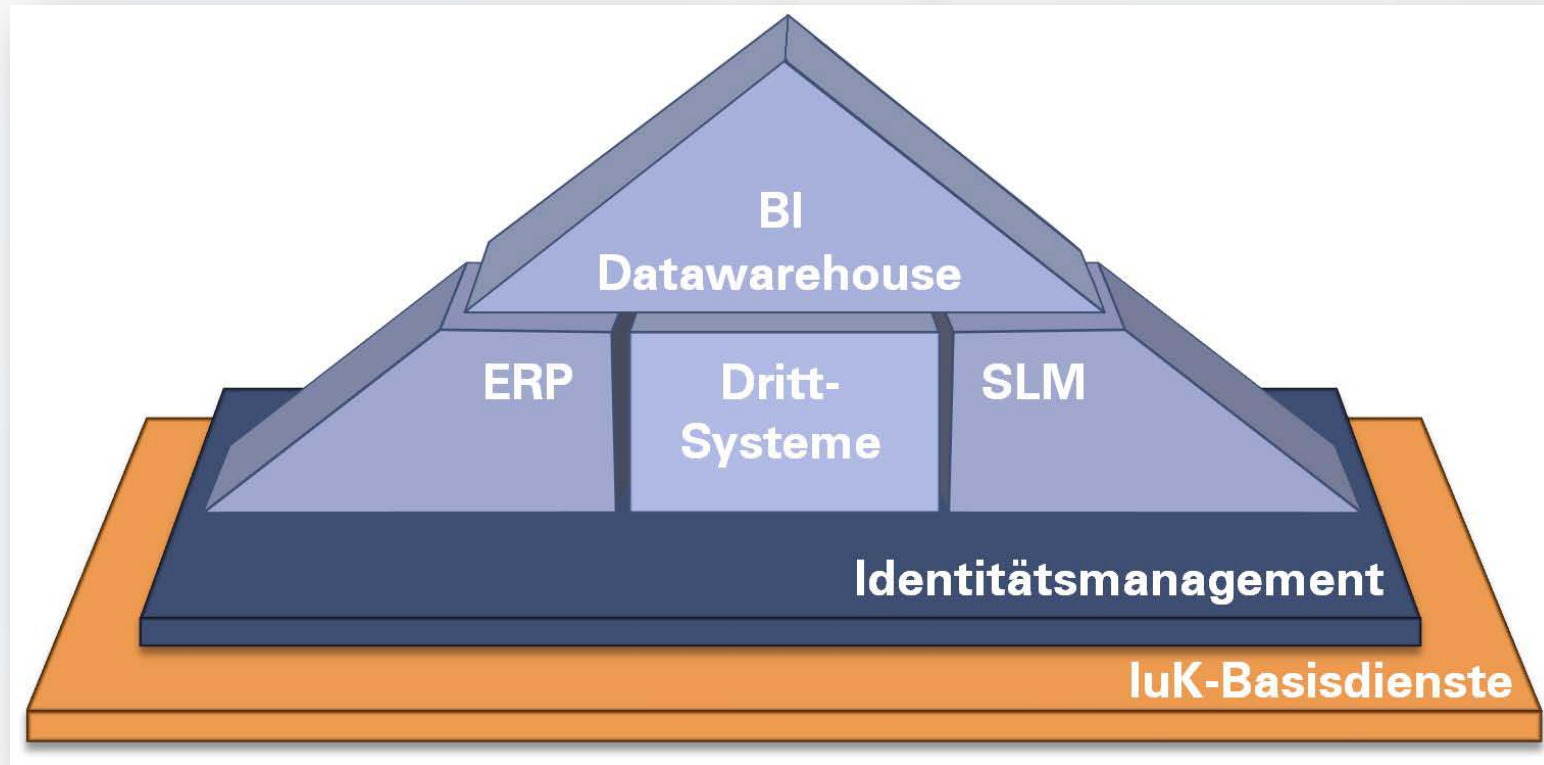 BI
Datawarehouse
ERP
Dritt-
Systeme
SLM
Identitätsmanagement
IuK-Basisdienste